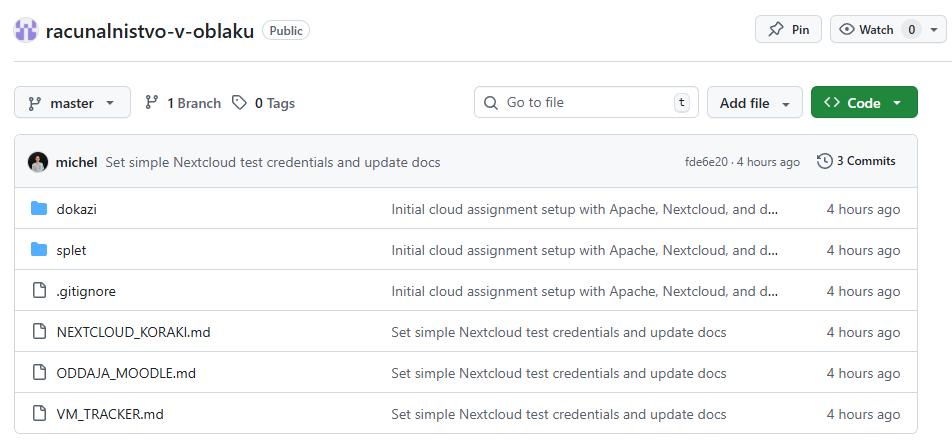 racunalnistvo-v-oblaku Public Pin Watch 0
master 1 Branch 0 Tags Go to file t Add file Code
michel Set simple Nextcloud test credentials and update docs fde6e20 · 4 hours ago 3 Commits
dokazi Initial cloud assignment setup with Apache, Nextcloud, and d... 4 hours ago
splet Initial cloud assignment setup with Apache, Nextcloud, and d... 4 hours ago
.gitignore Initial cloud assignment setup with Apache, Nextcloud, and d... 4 hours ago
NEXTCLOUD_KORAKI.md Set simple Nextcloud test credentials and update docs 4 hours ago
ODDAJA_MOODLE.md Set simple Nextcloud test credentials and update docs 4 hours ago
VM_TRACKER.md Set simple Nextcloud test credentials and update docs 4 hours ago